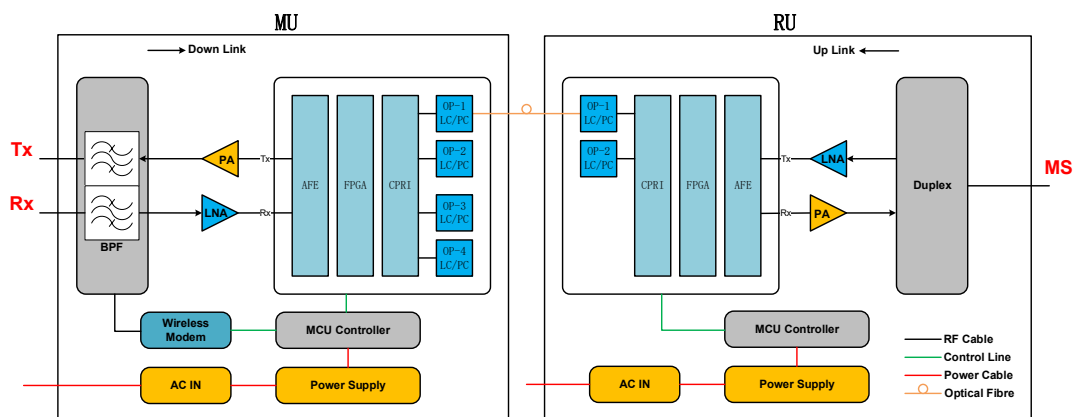 MU
RU
Down Link
Up Link
OP-1
LC/PC
OP-1
LC/PC
Tx
PA
Tx
OP-2
LC/PC
OP-2
LC/PC
Tx
LNA
MS
AFE
FPGA
CPRI
CPRI
FPGA
AFE
Duplex
Rx
LNA
Rx
OP-3
LC/PC
Rx
PA
BPF
OP-4
LC/PC
Wireless
Modem
MCU Controller
MCU Controller
AC IN
Power Supply
AC IN
Power Supply
RF Cable
Control Line
Power Cable
Optical Fibre